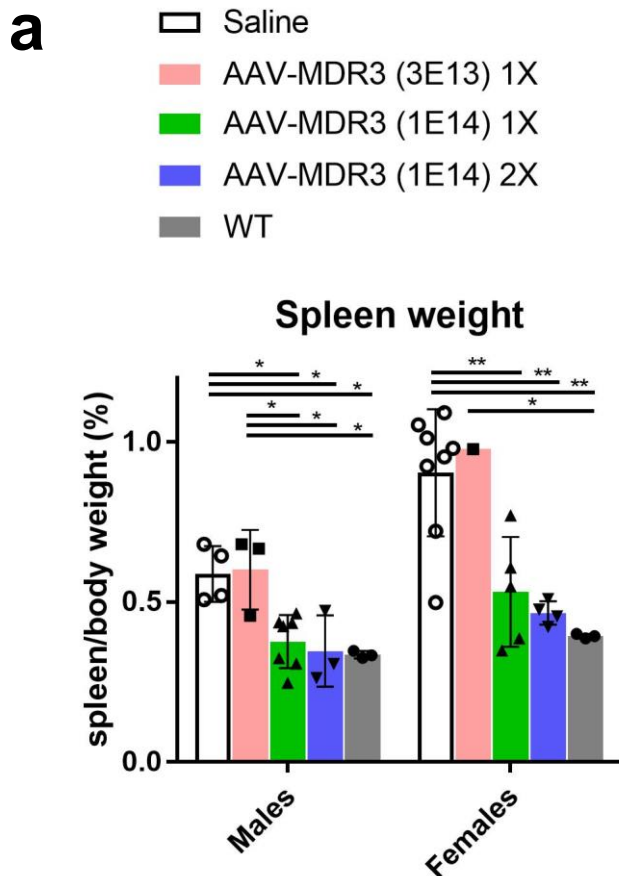 a
Saline
AAV-MDR3 (3E13) 1X
AAV-MDR3 (1E14) 1X
AAV-MDR3 (1E14) 2X
WT
Spleen weight
* ** 
* **
* **
* *
*
*
spleen/body weight (%)
1.0
0.5
0.0
Males
Females